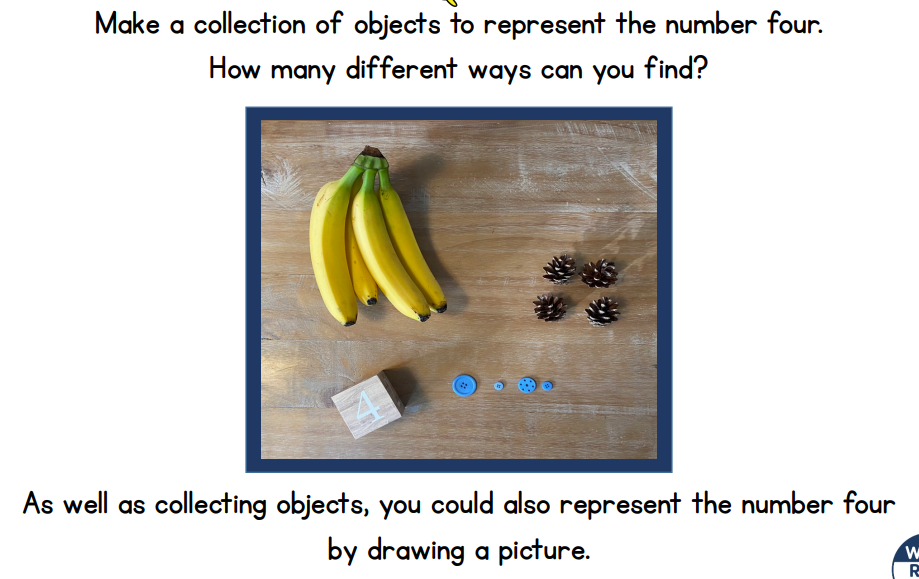 Make a collection of objects to represent the number four.
How many different ways can you find?
4
As well as collecting objects, you could also represent the number four
by drawing a picture.